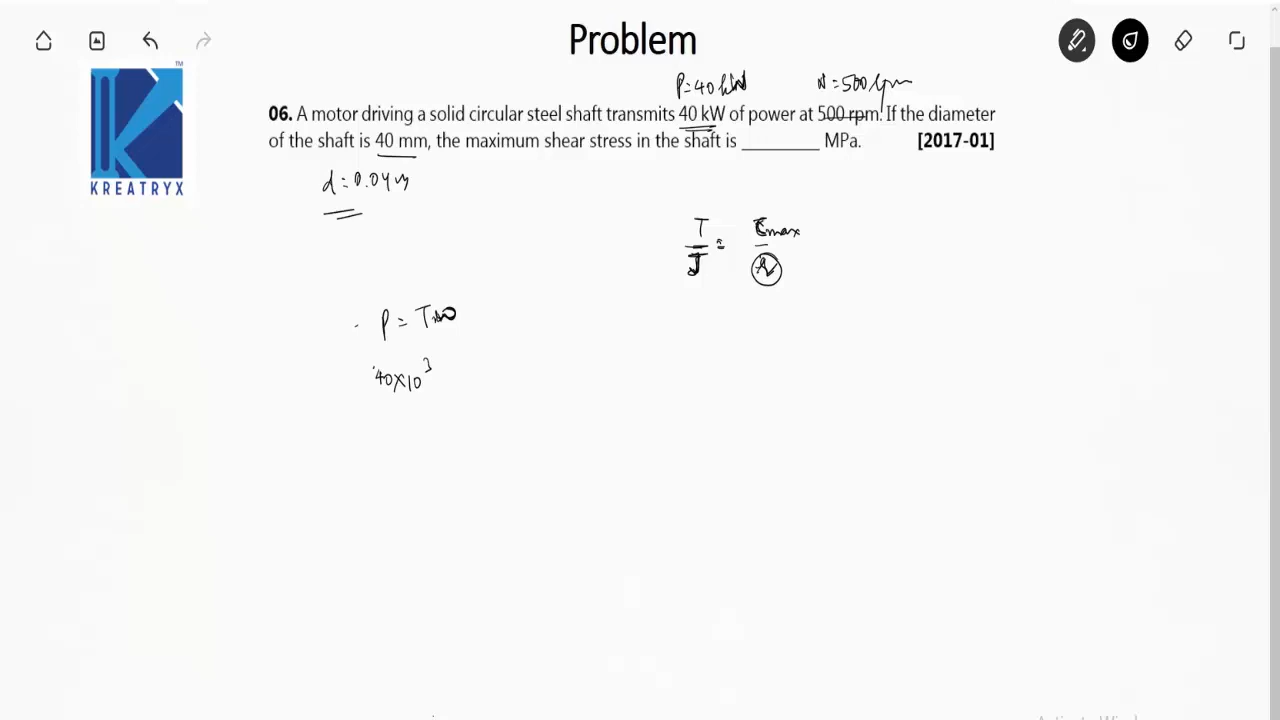 Problem
P=40 kW
N=500 rpm
06. A motor driving a solid circular steel shaft transmits 40 kW of power at 500 rpm. If the diameter
of the shaft is 40 mm, the maximum shear stress in the shaft is ________ MPa. [2017-01]
TM
KREATRYX
d=0.04m
T/J = τmax/r
P = Tω
40×10³